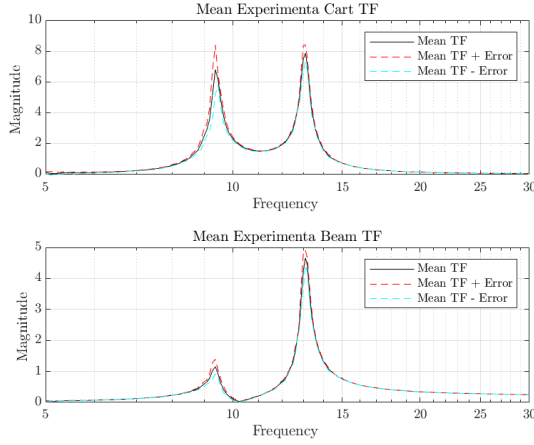 Mean Experimenta Cart TF
10
8
6
4
2
0
Magnitude
Mean TF
Mean TF + Error
Mean TF - Error
5
10
15
20
25
30
Frequency
Mean Experimenta Beam TF
5
4
3
2
1
0
Magnitude
Mean TF
Mean TF + Error
Mean TF - Error
5
10
15
20
25
30
Frequency